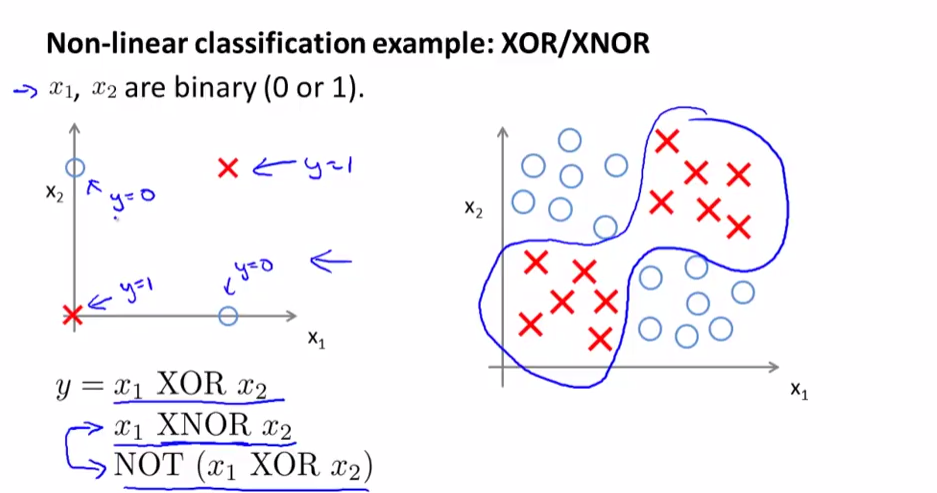 Non-linear classification example: XOR/XNOR
→ x₁, x₂ are binary (0 or 1).
x₂
y=0
y=1
y=1
y=0
x₁
y = x₁ XOR x₂
x₁ XNOR x₂
NOT (x₁ XOR x₂)
x₂
x₁